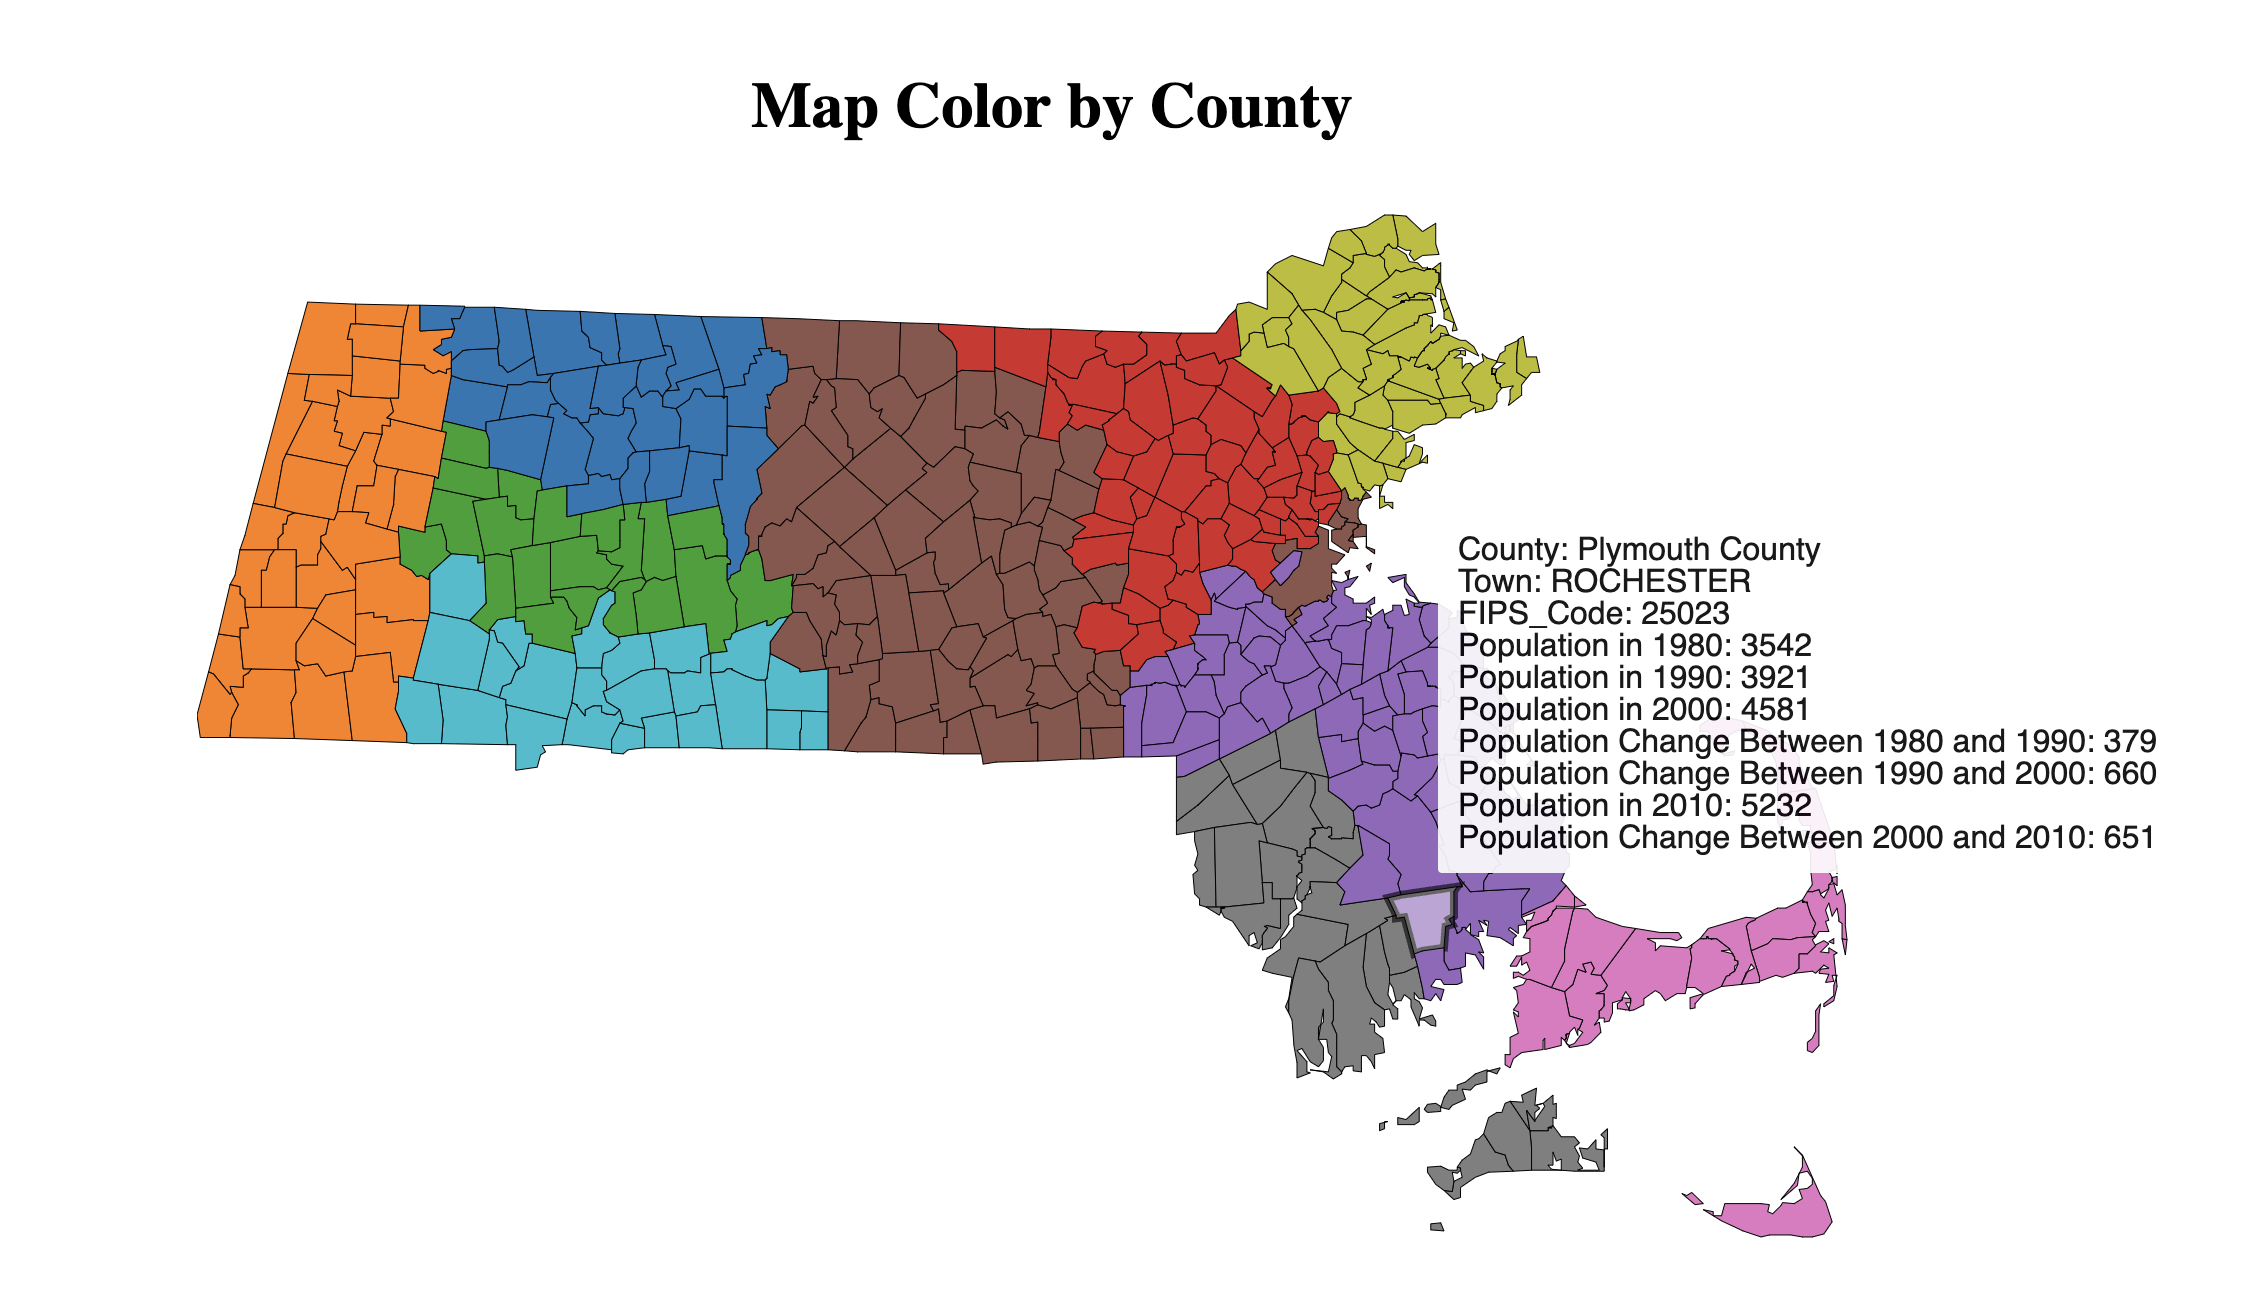 Map Color by County
County: Plymouth County
Town: ROCHESTER
FIPS_Code: 25023
Population in 1980: 3542
Population in 1990: 3921
Population in 2000: 4581
Population Change Between 1980 and 1990: 379
Population Change Between 1990 and 2000: 660
Population in 2010: 5232
Population Change Between 2000 and 2010: 651